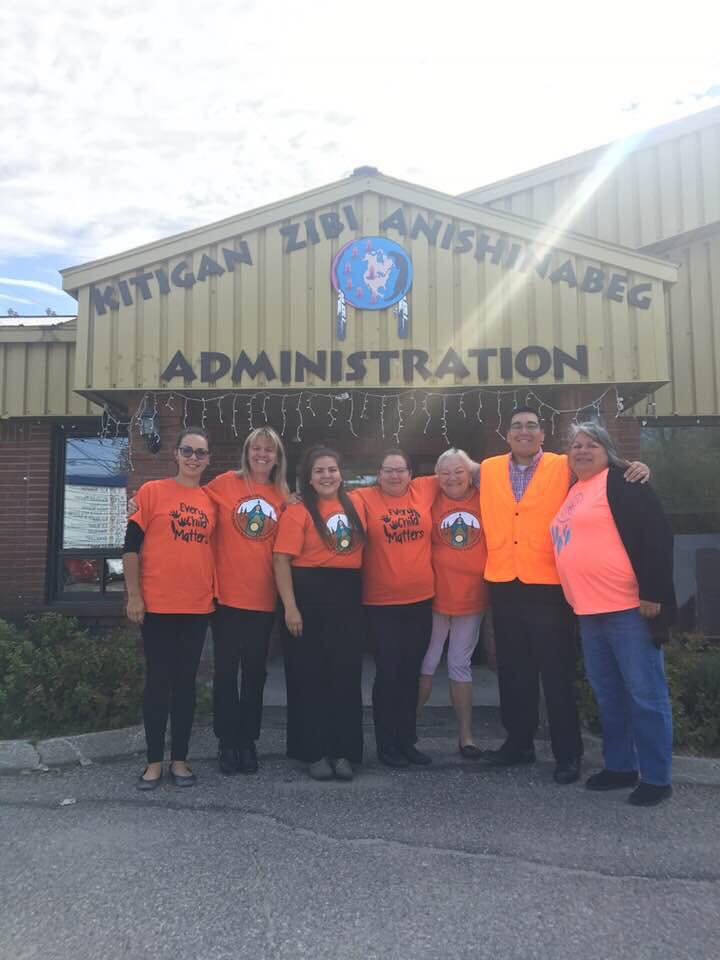 KITIGAN ZIBI ANISHINABEG
ADMINISTRATION
Every
Child
Matters
Every
Child
Matters